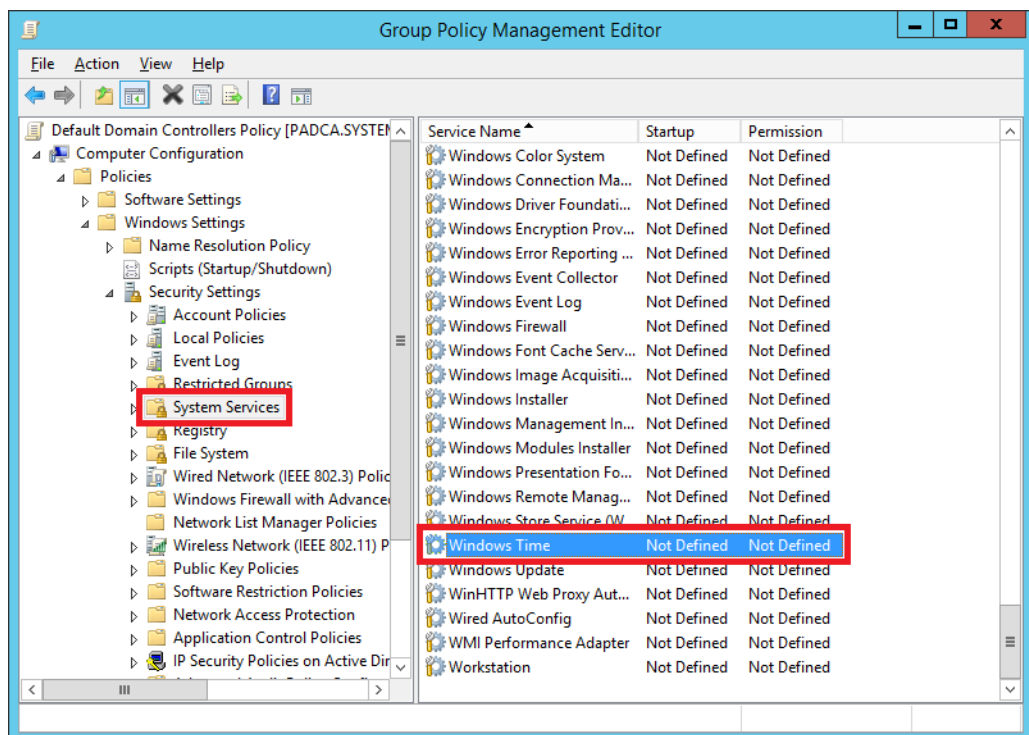 Group Policy Management Editor
File Action View Help
Default Domain Controllers Policy [PADCA.SYSTEM
Computer Configuration
Policies
Software Settings
Windows Settings
Name Resolution Policy
Scripts (Startup/Shutdown)
Security Settings
Account Policies
Local Policies
Event Log
Restricted Groups
System Services
Registry
File System
Wired Network (IEEE 802.3) Polic
Windows Firewall with Advance
Network List Manager Policies
Wireless Network (IEEE 802.11) P
Public Key Policies
Software Restriction Policies
Network Access Protection
Application Control Policies
IP Security Policies on Active Dir
Service Name Startup Permission
Windows Color System Not Defined Not Defined
Windows Connection Ma... Not Defined Not Defined
Windows Driver Foundati... Not Defined Not Defined
Windows Encryption Prov... Not Defined Not Defined
Windows Error Reporting ... Not Defined Not Defined
Windows Event Collector Not Defined Not Defined
Windows Event Log Not Defined Not Defined
Windows Firewall Not Defined Not Defined
Windows Font Cache Serv... Not Defined Not Defined
Windows Image Acquisiti... Not Defined Not Defined
Windows Installer Not Defined Not Defined
Windows Management In... Not Defined Not Defined
Windows Modules Installer Not Defined Not Defined
Windows Presentation Fo... Not Defined Not Defined
Windows Remote Manag... Not Defined Not Defined
Windows Store Service (W... Not Defined Not Defined
Windows Time Not Defined Not Defined
Windows Update Not Defined Not Defined
WinHTTP Web Proxy Aut... Not Defined Not Defined
Wired AutoConfig Not Defined Not Defined
WMI Performance Adapter Not Defined Not Defined
Workstation Not Defined Not Defined